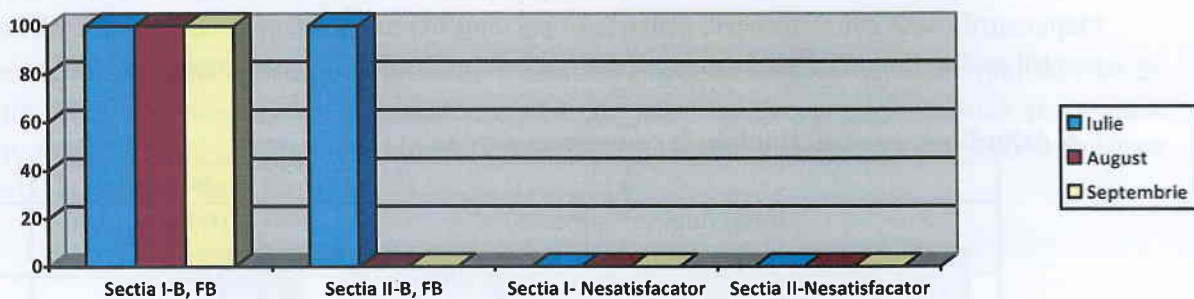 100
80
60
40
20
0
Sectia I-B, FB
Sectia II-B, FB
Sectia I- Nesatisfacator
Sectia II-Nesatisfacator
Iulie
August
Septembrie